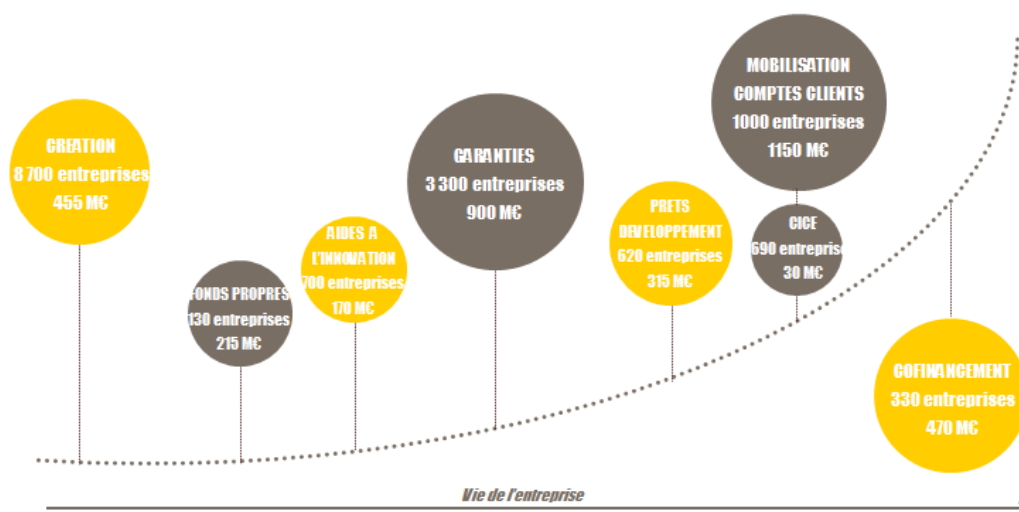 CREATION
8 700 entreprises
455 M€
FONDS PROPRES
130 entreprises
215 M€
AIDES A
L'INNOVATION
700 entreprises
170 M€
GARANTIES
3 300 entreprises
900 M€
PRETS
DEVELOPPEMENT
620 entreprises
315 M€
MOBILISATION
COMPTES CLIENTS
1000 entreprises
1150 M€
CICE
690 entreprise
30 M€
COFINANCEMENT
330 entreprises
470 M€
Vie de l'entreprise